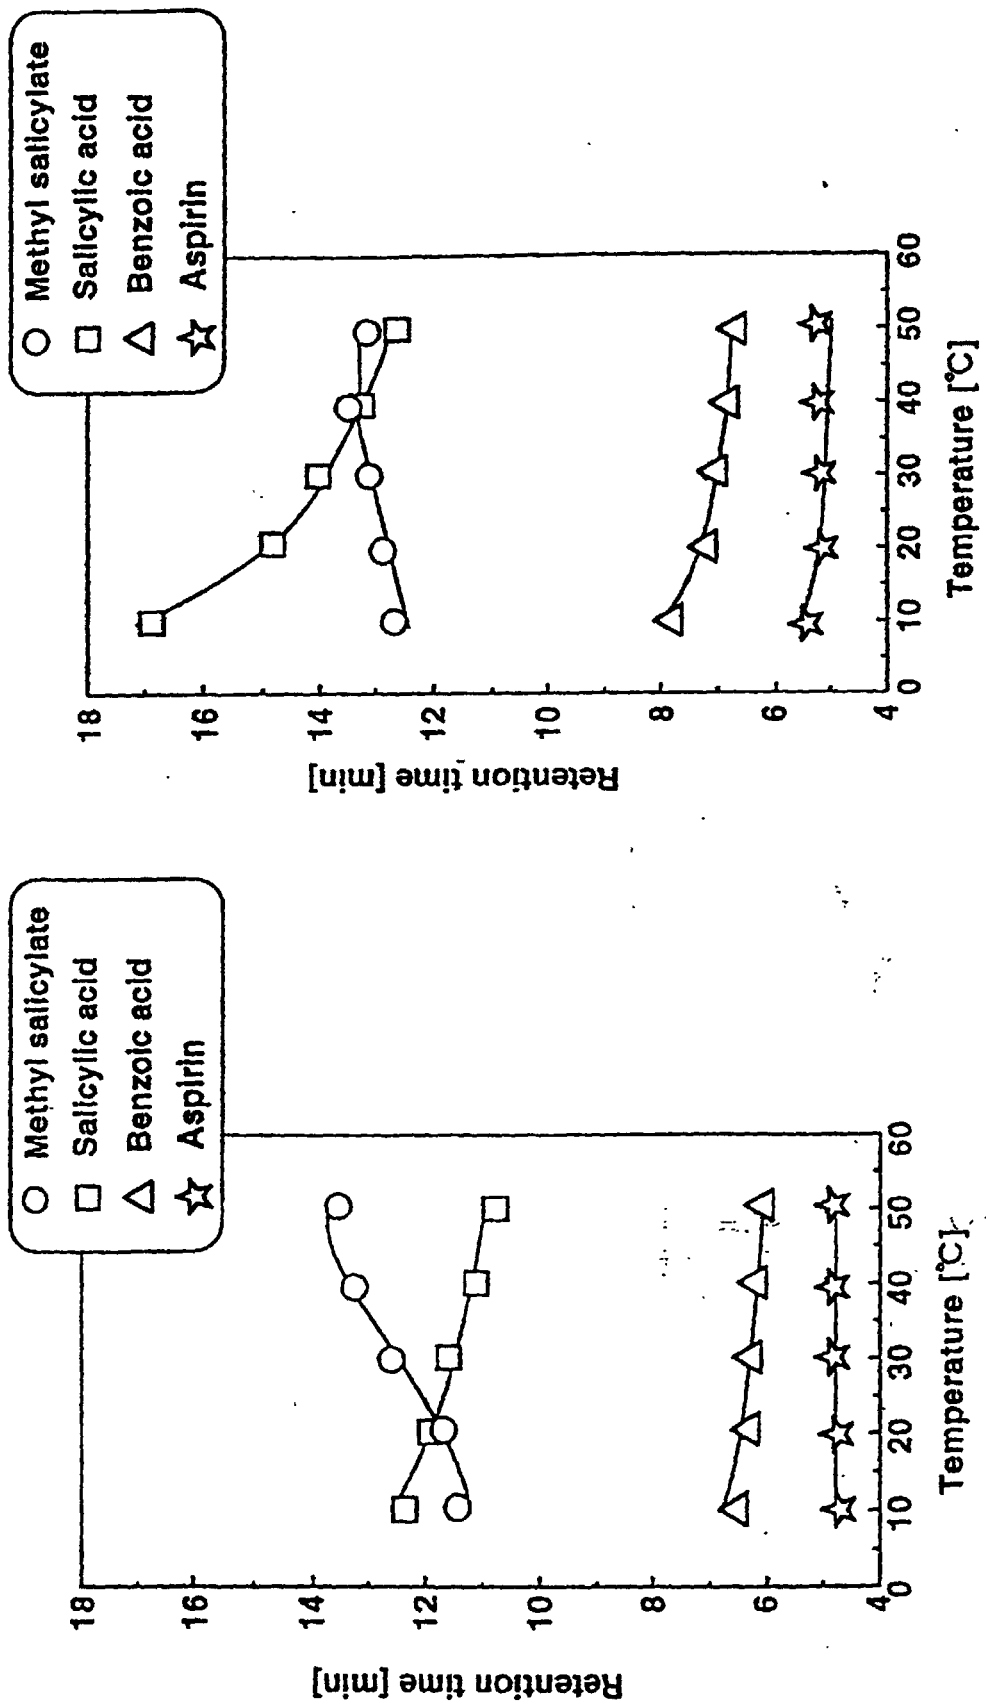 Methyl salicylate
Salicylic acid
Benzoic acid
Aspirin
Retention time [min]
18
16
14
12
10
8
6
4
0 10 20 30 40 50 60
Temperature [℃]
Methyl salicylate
Salicylic acid
Benzoic acid
Aspirin
Retention time [min]
18
16
14
12
10
8
6
4
0 10 20 30 40 50 60
Temperature [℃]